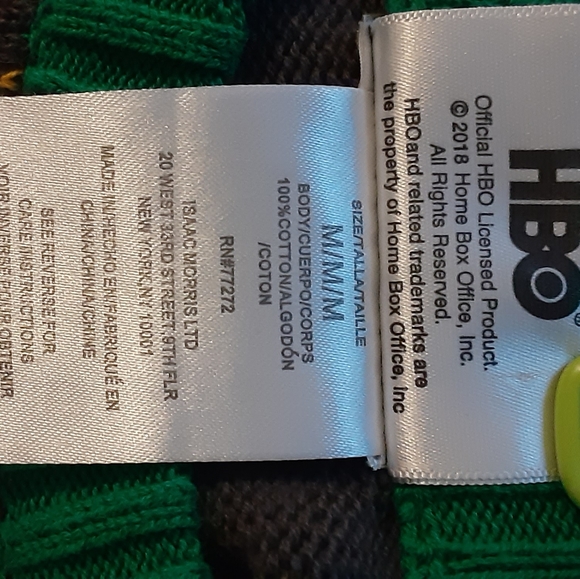 HBO®
Official HBO Licensed Product.
© 2018 Home Box Office, Inc.
All Rights Reserved.
HBOand related trademarks are
the property of Home Box Office, Inc
SIZE/TALLA/TAILLE
M/M/M
BODY/CUERPO/CORPS
100%COTTON/ALGODÓN
/COTON
RN#77272
ISAAC MORRIS LTD
20 WEST 33RD STREET.9TH FLR
NEW YORK,NY 10001
MADE IN/HECHO EN/FABRIQUÉ EN
CHINA/CHINA/CHINE
SEE REVERSE FOR
CARE INSTRUCTIONS